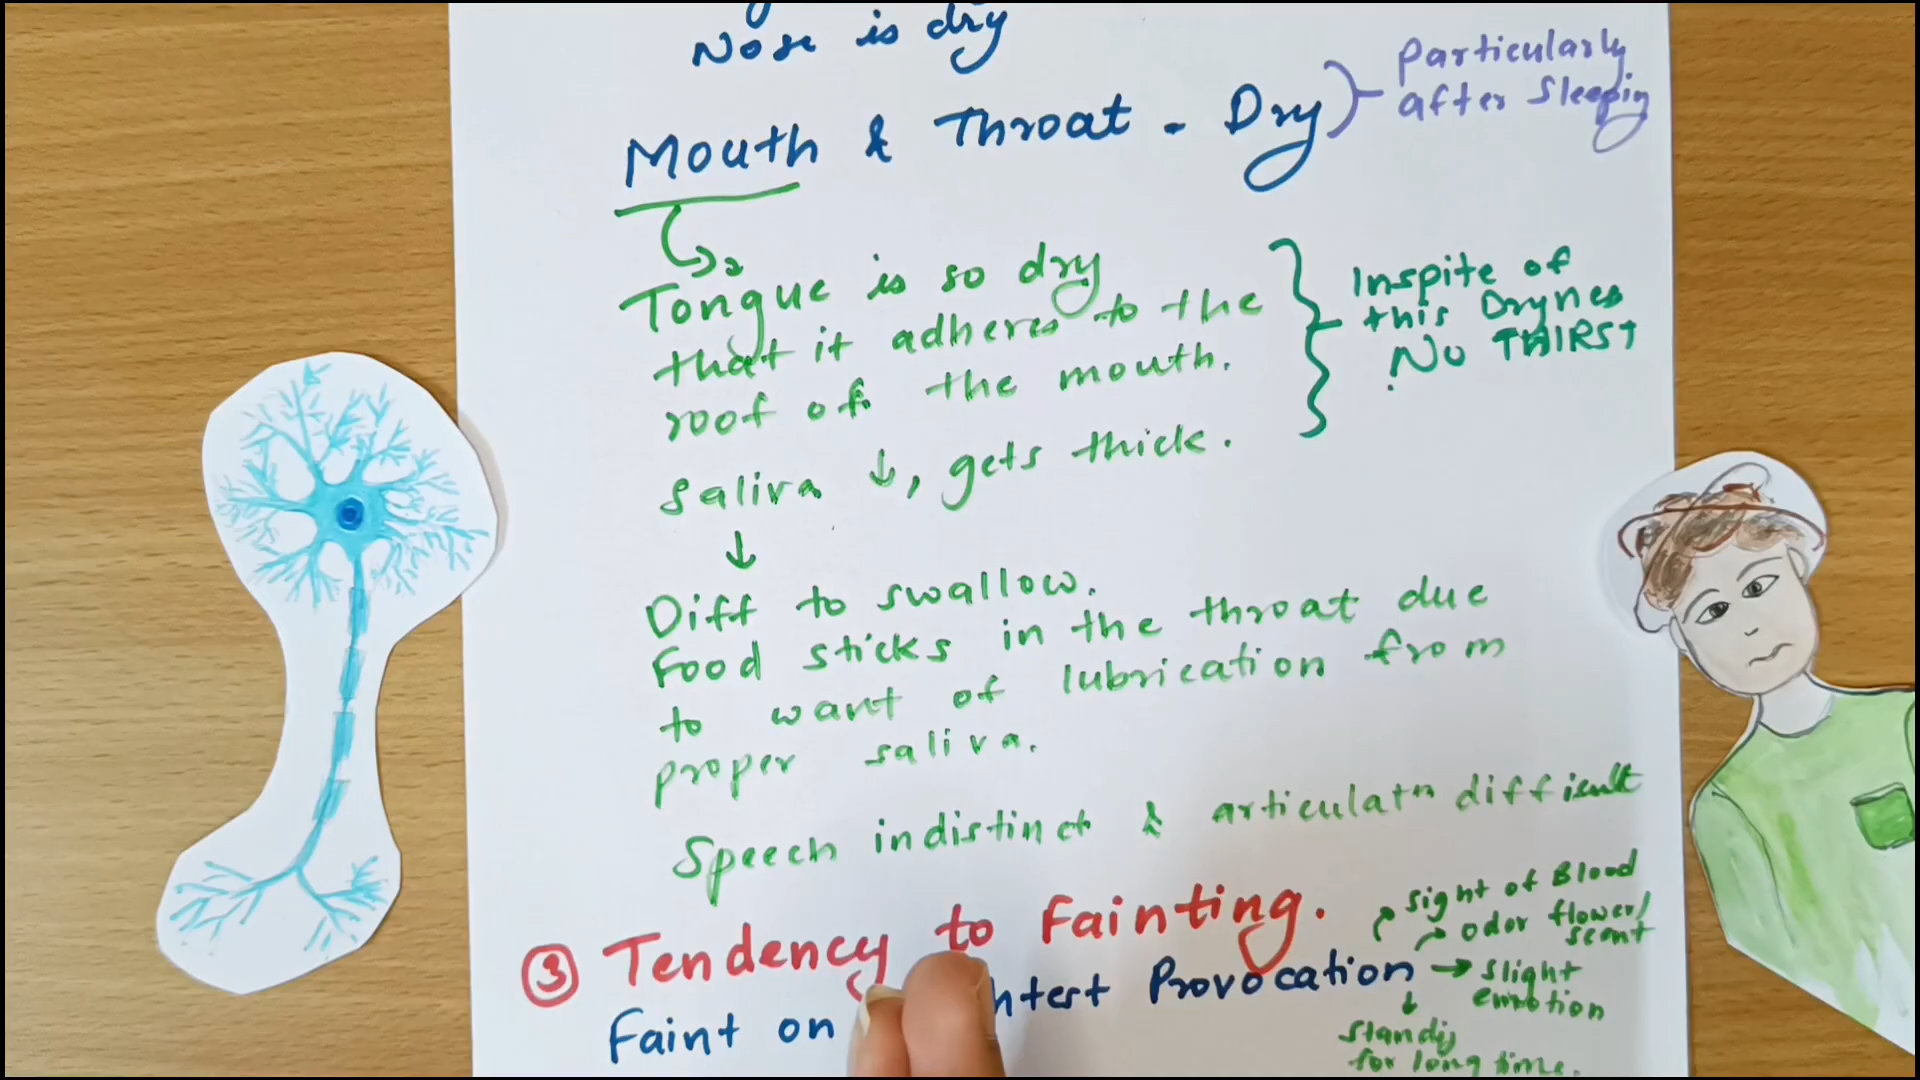 Nose is dry
Mouth & Throat - Dry
Particularly
after Sleeping
Tongue is so dry
that it adheres to the
roof of the mouth.
Inspite of
this Drynes
No THIRST
Saliva ↓, gets thick.
↓
Diff to swallow.
Food sticks in the throat due
to want of lubrication from
proper saliva.
Speech indistinct & articulatn difficult
③ Tendency to Fainting.
Faint on
Provocation
→ sight of Blood
→ odor flower/
scent
→ slight
emotion
↓
for long time.